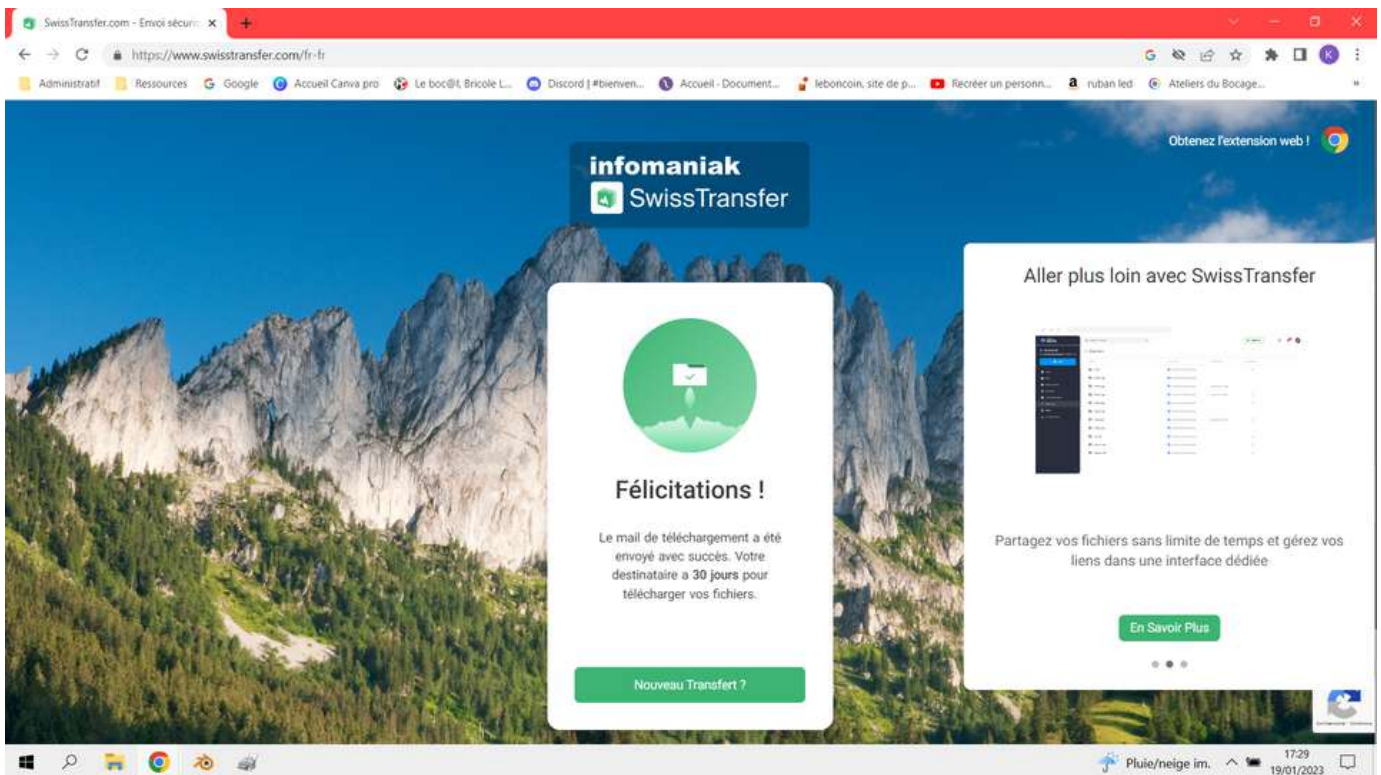 SwissTransfer.com - Envoi sécuri
https://www.swisstransfer.com/fr-fr
K
Administratif Ressources Google Accueil Canva pro Le boc@l, Bricole L... Discord | #bienven... Accueil - Document... leboncoin, site de p... Recréer un personn... ruban led Ateliers du Bocage...
Obtenez l'extension web !
infomaniak
SwissTransfer
Aller plus loin avec SwissTransfer
Félicitations !
Le mail de téléchargement a été
envoyé avec succès. Votre
destinataire a 30 jours pour
télécharger vos fichiers.
Partagez vos fichiers sans limite de temps et gérez vos
liens dans une interface dédiée
En Savoir Plus
Nouveau Transfert ?
Pluie/neige im.
17:29
19/01/2023